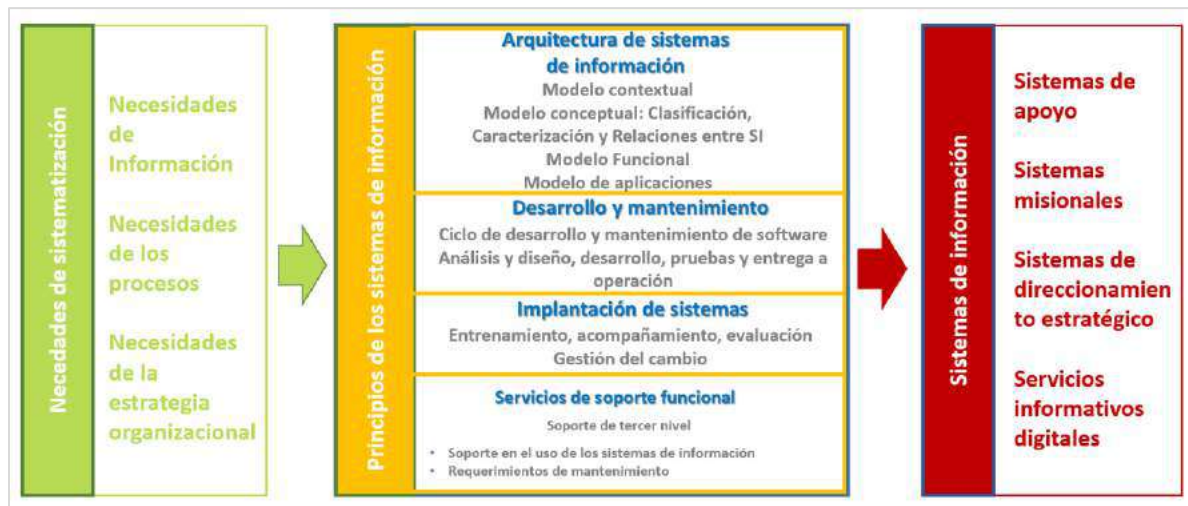 Necedades de sistematización
Necesidades
de
Información
Necesidades
de los
procesos
Necesidades
de la
estrategia
organizacional
Principios de los sistemas de información
Arquitectura de sistemas
de información
Modelo contextual
Modelo conceptual: Clasificación,
Caracterización y Relaciones entre SI
Modelo Funcional
Modelo de aplicaciones
Desarrollo y mantenimiento
Ciclo de desarrollo y mantenimiento de software
Análisis y diseño, desarrollo, pruebas y entrega a
operación
Implantación de sistemas
Entrenamiento, acompañamiento, evaluación
Gestión del cambio
Servicios de soporte funcional
Soporte de tercer nivel
• Soporte en el uso de los sistemas de información
• Requerimientos de mantenimiento
Sistemas de información
Sistemas de
apoyo
Sistemas
misionales
Sistemas de
direccionamien
to estratégico
Servicios
informativos
digitales